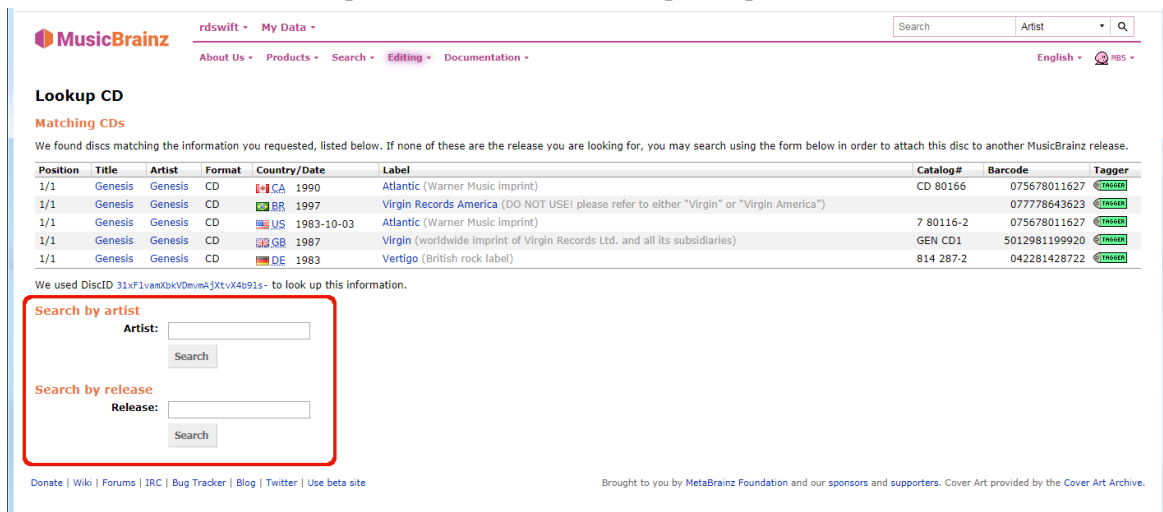 MusicBrainz
rdswift ▾ My Data ▾
Search Artist
About Us ▾ Products ▾ Search ▾ Editing ▾ Documentation ▾
English ▾ MBS ▾
Lookup CD
Matching CDs
We found discs matching the information you requested, listed below. If none of these are the release you are looking for, you may search using the form below in order to attach this disc to another MusicBrainz release.
Position Title Artist Format Country/Date Label Catalog# Barcode Tagger
1/1 Genesis Genesis CD CA 1990 Atlantic (Warner Music imprint) CD 80166 075678011627 TAGGER
1/1 Genesis Genesis CD BR 1997 Virgin Records America (DO NOT USE! please refer to either "Virgin" or "Virgin America") 077778643623 TAGGER
1/1 Genesis Genesis CD US 1983-10-03 Atlantic (Warner Music imprint) 7 80116-2 075678011627 TAGGER
1/1 Genesis Genesis CD GB 1987 Virgin (worldwide imprint of Virgin Records Ltd. and all its subsidiaries) GEN CD1 5012981199920 TAGGER
1/1 Genesis Genesis CD DE 1983 Vertigo (British rock label) 814 287-2 042281428722 TAGGER
We used DiscID 31xF1vamXbkVDmvmAjXtvX4b91s- to look up this information.
Search by artist
Artist:
Search
Search by release
Release:
Search
Donate | Wiki | Forums | IRC | Bug Tracker | Blog | Twitter | Use beta site
Brought to you by MetaBrainz Foundation and our sponsors and supporters. Cover Art provided by the Cover Art Archive.